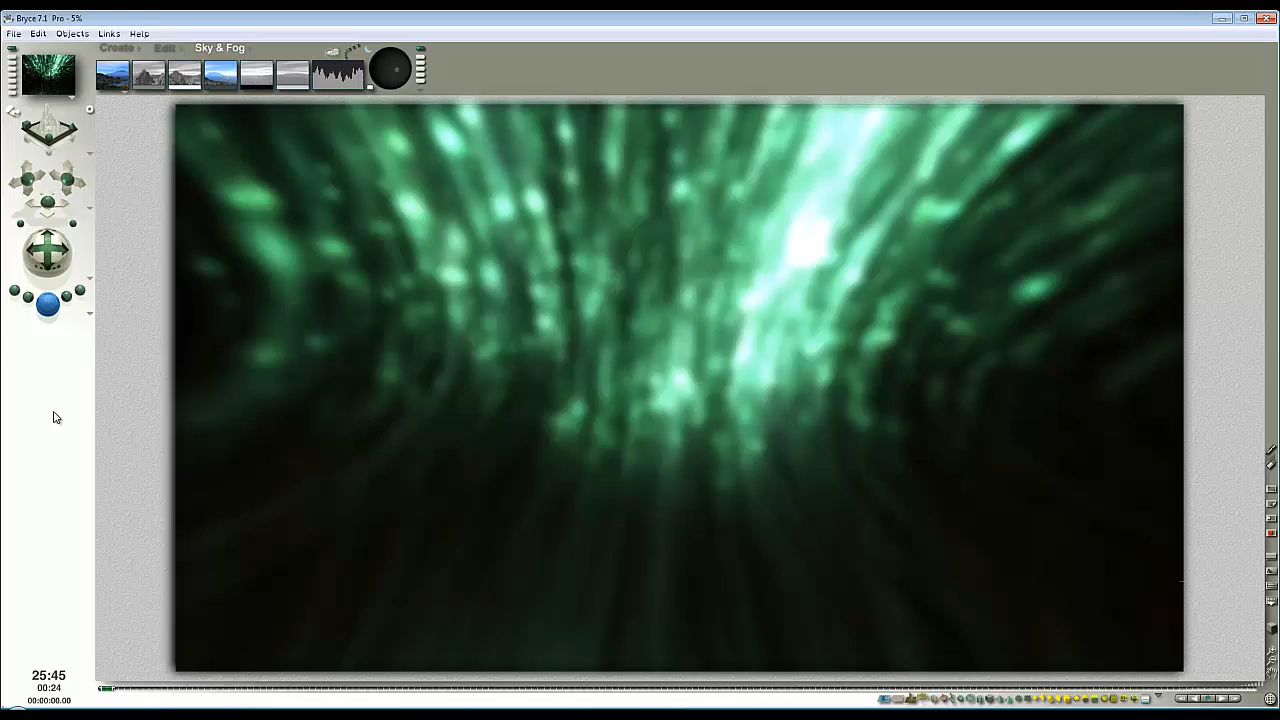 Bryce 7.1 Pro - 5%
File Edit Objects Links Help
Create Edit Sky & Fog
25:45
00:24
00:00:00.00